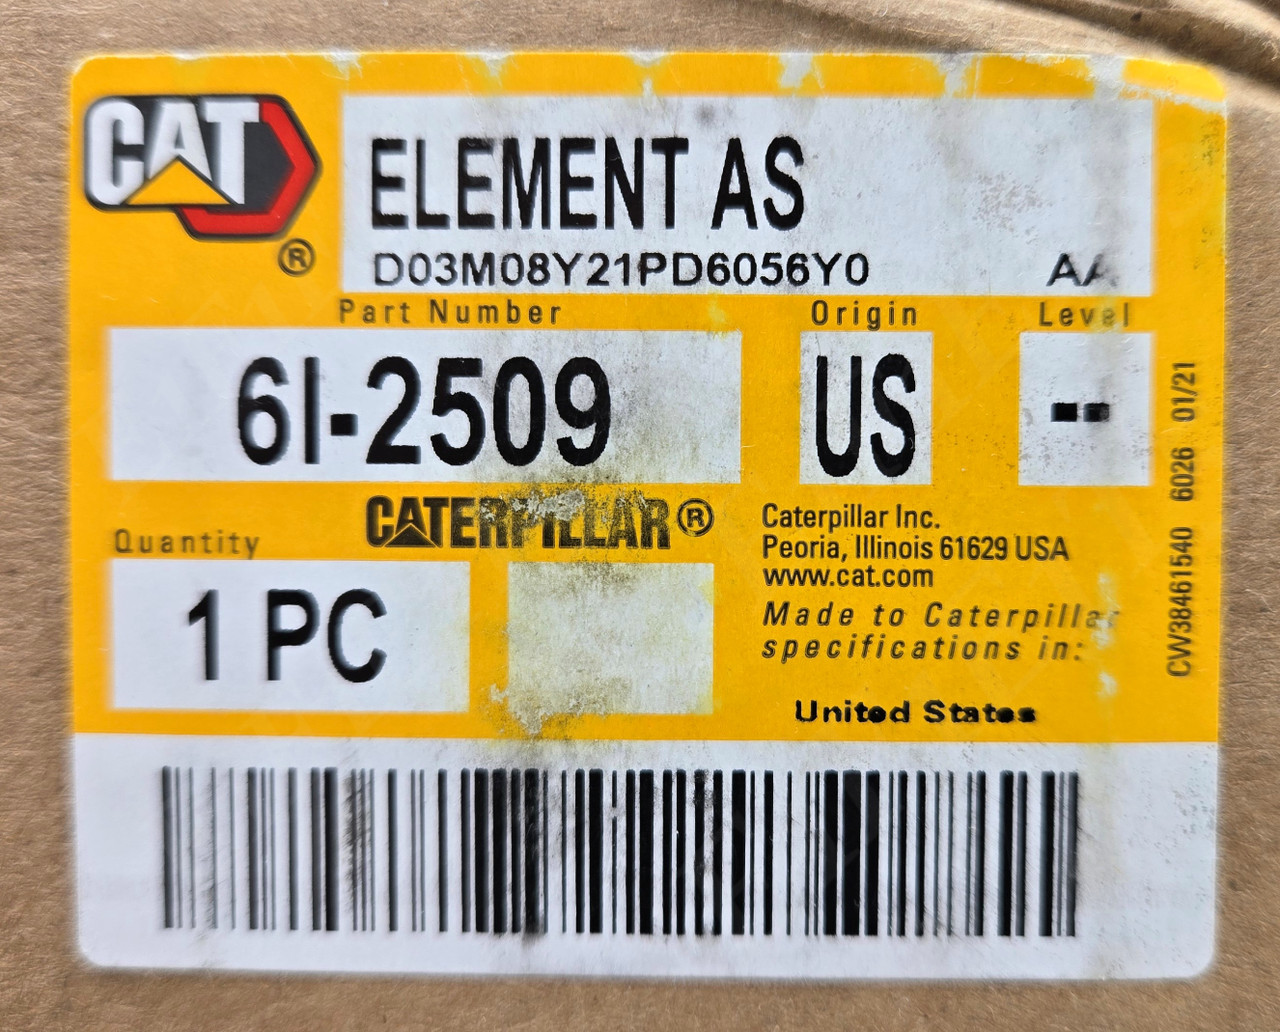 CAT
®
ELEMENT AS
D03M08Y21PD6056Y0 AA
Part Number Origin Level
6I-2509 US --
Quantity CATERPILLAR®
1 PC
Caterpillar Inc.
Peoria, Illinois 61629 USA
www.cat.com
Made to Caterpillar
specifications in:
United States
CW38461540 6026 01/21